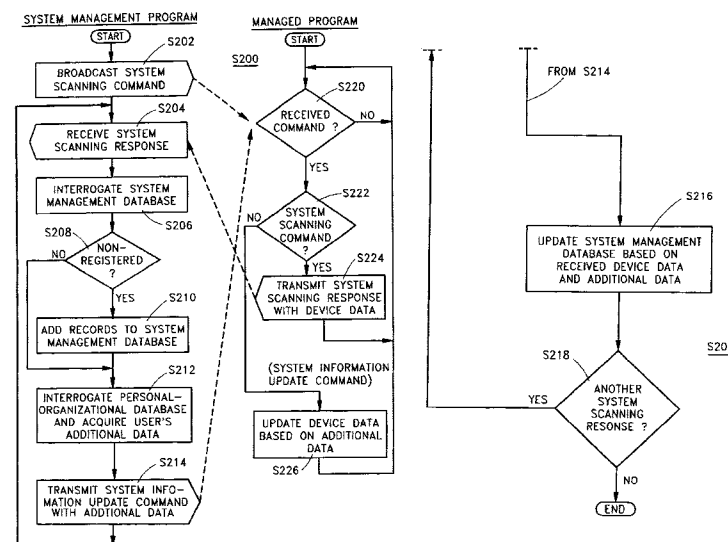 SYSTEM MANAGEMENT PROGRAM
START
S202
BROADCAST SYSTEM
SCANNING COMMAND
S204
RECEIVE SYSTEM
SCANNING RESPONSE
INTERROGATE SYSTEM
MANAGEMENT DATABASE
S206
S208
NON-
REGISTERED
?
NO
YES
S210
ADD RECORDS TO SYSTEM
MANAGEMENT DATABASE
S212
INTERROGATE PERSONAL-
ORGANIZATIONAL DATABASE
AND ACQUIRE USER'S
ADDITIONAL DATA
S214
TRANSMIT SYSTEM INFO-
MATION UPDATE COMMAND
WITH ADDTIONAL DATA
MANAGED PROGRAM
START
S200
S220
RECEIVED
COMMAND ?
NO
YES
S222
SYSTEM
SCANNING
COMMAND ?
NO
YES
S224
TRANSMIT SYSTEM
SCANNING RESPONSE
WITH DEVICE DATA
(SYSTEM INFORMATION
UPDATE COMMAND)
UPDATE DEVICE DATA
BASED ON ADDITIONAL
DATA
S226
FROM S214
S216
UPDATE SYSTEM MANAGEMENT
DATABASE BASED ON
RECEIVED DEVICE DATA
AND ADDITIONAL DATA
S20
S218
ANOTHER
SYSTEM
SCANNING
RESONSE ?
YES
NO
END